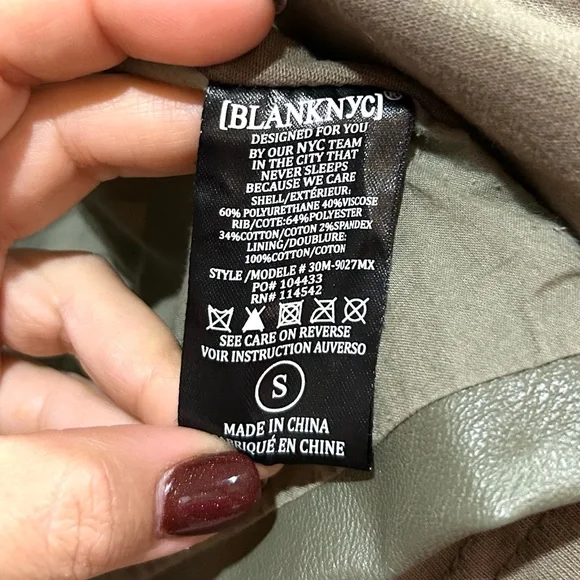 [BLANKNYC]®
DESIGNED FOR YOU
BY OUR NYC TEAM
IN THE CITY THAT
NEVER SLEEPS
BECAUSE WE CARE
SHELL/EXTÉRIEUR:
60% POLYURETHANE 40%VISCOSE
RIB/COTE:64%POLYESTER
34%COTTON/COTON 2%SPANDEX
LINING/DOUBLURE:
100%COTTON/COTON
STYLE /MODELE # 30M-9027MX
PO# 104433
RN# 114542
SEE CARE ON REVERSE
VOIR INSTRUCTION AUVERSO
S
MADE IN CHINA
BRIQUÉ EN CHINE